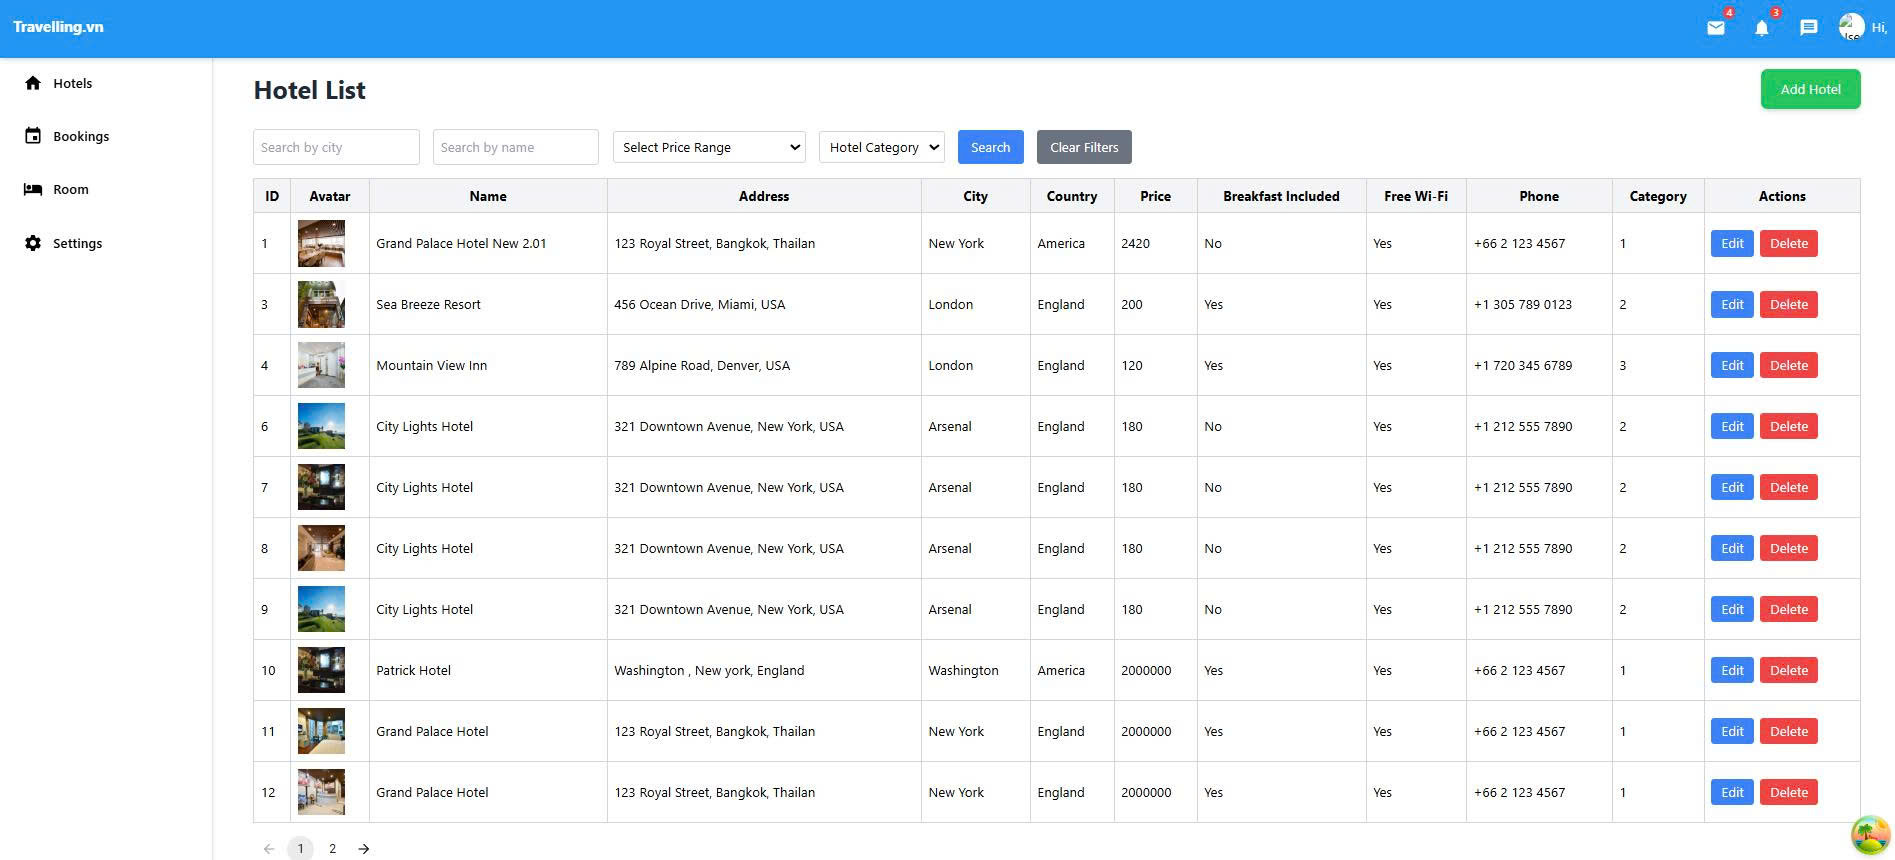 Travelling.vn
4
3
Use
Hi,
Hotels
Bookings
Room
Settings
Hotel List
Add Hotel
Search by city Search by name Select Price Range Hotel Category Search Clear Filters
ID Avatar Name Address City Country Price Breakfast Included Free Wi-Fi Phone Category Actions
1 Grand Palace Hotel New 2.01 123 Royal Street, Bangkok, Thailan New York America 2420 No Yes +66 2 123 4567 1 Edit Delete
3 Sea Breeze Resort 456 Ocean Drive, Miami, USA London England 200 Yes Yes +1 305 789 0123 2 Edit Delete
4 Mountain View Inn 789 Alpine Road, Denver, USA London England 120 Yes Yes +1 720 345 6789 3 Edit Delete
6 City Lights Hotel 321 Downtown Avenue, New York, USA Arsenal England 180 No Yes +1 212 555 7890 2 Edit Delete
7 City Lights Hotel 321 Downtown Avenue, New York, USA Arsenal England 180 No Yes +1 212 555 7890 2 Edit Delete
8 City Lights Hotel 321 Downtown Avenue, New York, USA Arsenal England 180 No Yes +1 212 555 7890 2 Edit Delete
9 City Lights Hotel 321 Downtown Avenue, New York, USA Arsenal England 180 No Yes +1 212 555 7890 2 Edit Delete
10 Patrick Hotel Washington , New york, England Washington America 2000000 Yes Yes +66 2 123 4567 1 Edit Delete
11 Grand Palace Hotel 123 Royal Street, Bangkok, Thailan New York England 2000000 Yes Yes +66 2 123 4567 1 Edit Delete
12 Grand Palace Hotel 123 Royal Street, Bangkok, Thailan New York England 2000000 Yes Yes +66 2 123 4567 1 Edit Delete
← 1 2 →